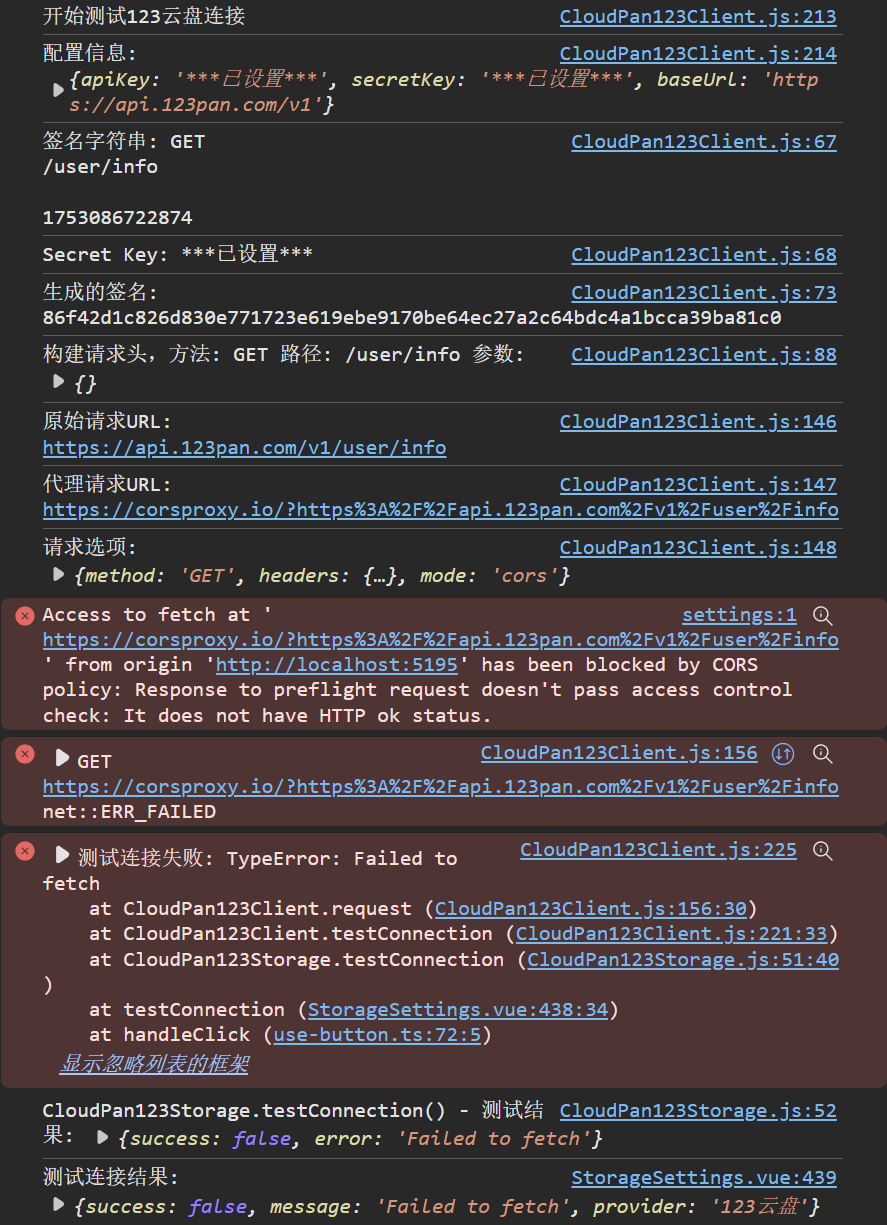 开始测试123云盘连接 CloudPan123Client.js:213
配置信息: CloudPan123Client.js:214
{apiKey: '***已设置***', secretKey: '***已设置***', baseUrl: 'http
s://api.123pan.com/v1'}
签名字符串: GET CloudPan123Client.js:67
/user/info
1753086722874
Secret Key: ***已设置*** CloudPan123Client.js:68
生成的签名: CloudPan123Client.js:73
86f42d1c826d830e771723e619ebe9170be64ec27a2c64bdc4a1bcca39ba81c0
构建请求头，方法: GET 路径: /user/info 参数: CloudPan123Client.js:88
{}
原始请求URL: CloudPan123Client.js:146
https://api.123pan.com/v1/user/info
代理请求URL: CloudPan123Client.js:147
https://corsproxy.io/?https%3A%2F%2Fapi.123pan.com%2Fv1%2Fuser%2Finfo
请求选项: CloudPan123Client.js:148
{method: 'GET', headers: {…}, mode: 'cors'}
Access to fetch at ' settings:1
https://corsproxy.io/?https%3A%2F%2Fapi.123pan.com%2Fv1%2Fuser%2Finfo
' from origin 'http://localhost:5195' has been blocked by CORS
policy: Response to preflight request doesn't pass access control
check: It does not have HTTP ok status.
GET CloudPan123Client.js:156
https://corsproxy.io/?https%3A%2F%2Fapi.123pan.com%2Fv1%2Fuser%2Finfo
net::ERR_FAILED
测试连接失败: TypeError: Failed to CloudPan123Client.js:225
fetch
at CloudPan123Client.request (CloudPan123Client.js:156:30)
at CloudPan123Client.testConnection (CloudPan123Client.js:221:33)
at CloudPan123Storage.testConnection (CloudPan123Storage.js:51:40
)
at testConnection (StorageSettings.vue:438:34)
at handleClick (use-button.ts:72:5)
显示忽略列表的框架
CloudPan123Storage.testConnection() - 测试结 CloudPan123Storage.js:52
果: {success: false, error: 'Failed to fetch'}
测试连接结果: StorageSettings.vue:439
{success: false, message: 'Failed to fetch', provider: '123云盘'}